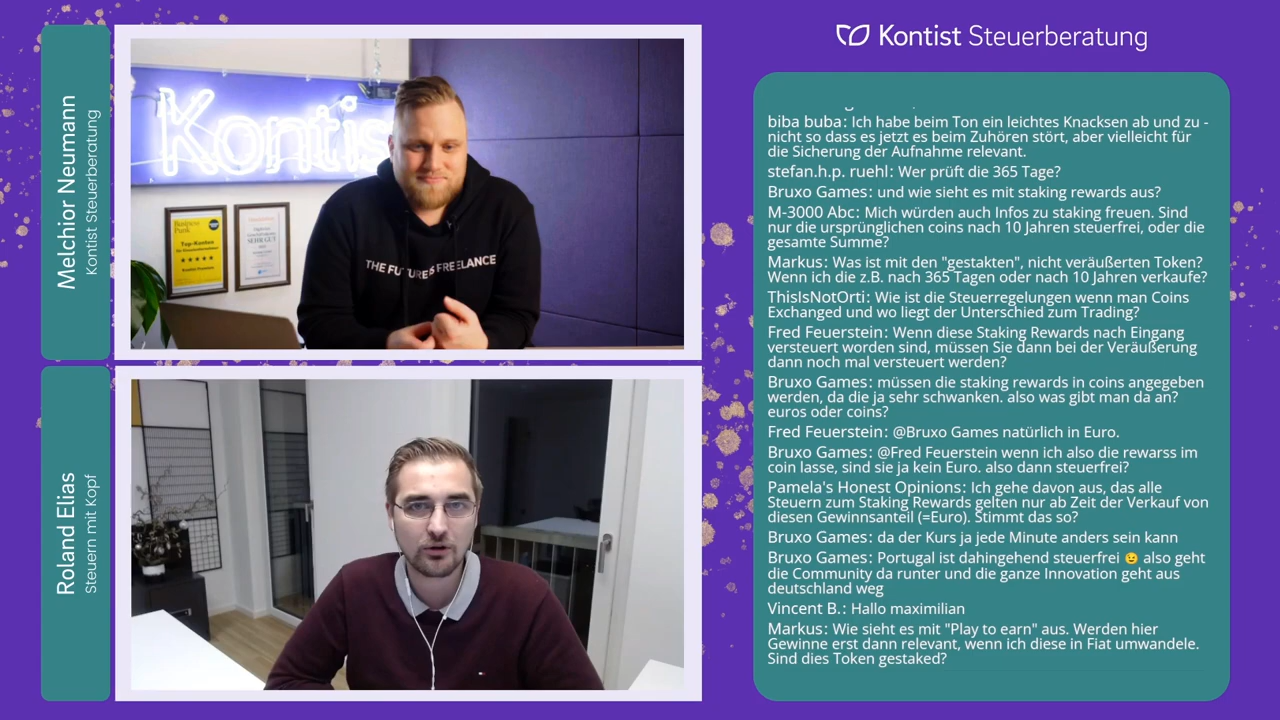 Melchior Neumann
Kontist Steuerberatung
Kontis
Business Punk
Top-Konten
SEHR GUT
THE FUTURE IS FREELANCE
Roland Elias
Steuern mit Kopf
Kontist Steuerberatung
biba buba: Ich habe beim Ton ein leichtes Knacksen ab und zu -
nicht so dass es jetzt es beim Zuhören stört, aber vielleicht für
die Sicherung der Aufnahme relevant.
stefan.h.p. ruehl: Wer prüft die 365 Tage?
Bruxo Games: und wie sieht es mit staking rewards aus?
M-3000 Abc: Mich würden auch Infos zu staking freuen. Sind
nur die ursprünglichen coins nach 10 Jahren steuerfrei, oder die
gesamte Summe?
Markus: Was ist mit den "gestakten", nicht veräußerten Token?
Wenn ich die z.B. nach 365 Tagen oder nach 10 Jahren verkaufe?
ThisIsNotOrti: Wie ist die Steuerregelungen wenn man Coins
Exchanged und wo liegt der Unterschied zum Trading?
Fred Feuerstein: Wenn diese Staking Rewards nach Eingang
versteuert worden sind, müssen Sie dann bei der Veräußerung
dann noch mal versteuert werden?
Bruxo Games: müssen die staking rewards in coins angegeben
werden, da die ja sehr schwanken. also was gibt man da an?
euros oder coins?
Fred Feuerstein: @Bruxo Games natürlich in Euro.
Bruxo Games: @Fred Feuerstein wenn ich also die rewarss im
coin lasse, sind sie ja kein Euro. also dann steuerfrei?
Pamela's Honest Opinions: Ich gehe davon aus, das alle
Steuern zum Staking Rewards gelten nur ab Zeit der Verkauf von
diesen Gewinnsanteil (=Euro). Stimmt das so?
Bruxo Games: da der Kurs ja jede Minute anders sein kann
Bruxo Games: Portugal ist dahingehend steuerfrei 😟 also geht
die Community da runter und die ganze Innovation geht aus
deutschland weg
Vincent B.: Hallo maximilian
Markus: Wie sieht es mit "Play to earn" aus. Werden hier
Gewinne erst dann relevant, wenn ich diese in Fiat umwandele.
Sind dies Token gestaked?